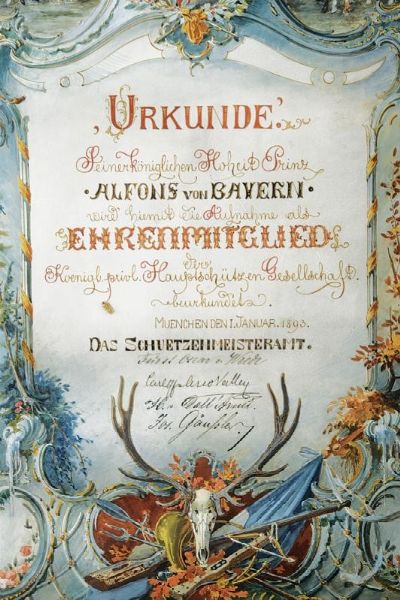 URKUNDE.
Seiner königlichen Hoheit Prinz
• ALFONS VON BAYERN •
wird hiemit die Aufnahme als
EHRENMITGLIED
der
Koenigl. privl. Hauptschützen Gesellschaft
beurkundet.
MUENCHEN DEN 1. JANUAR. 1893.
DAS SCHUETZENMEISTERAMT.